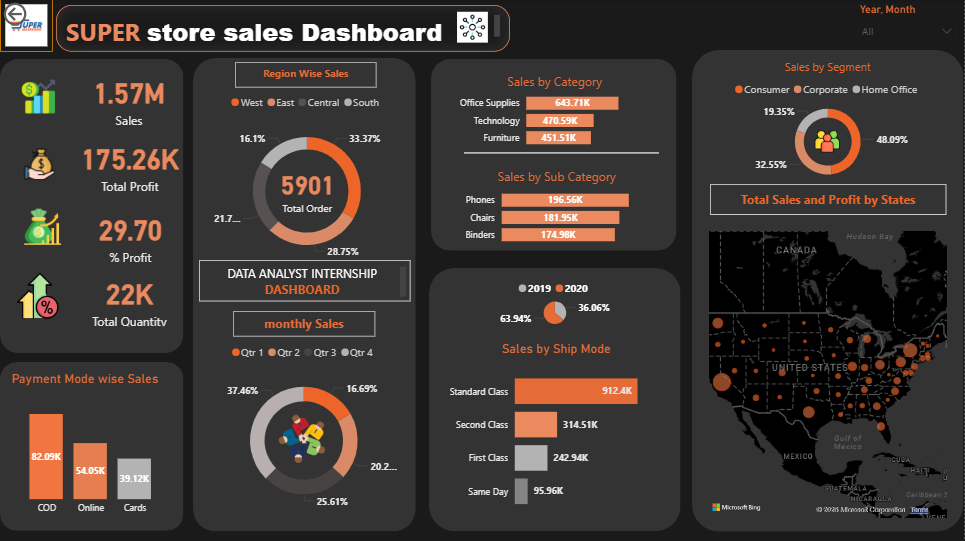 SUPER
SUPER store sales Dashboard
Year, Month
All
1.57M
Sales
175.26K
Total Profit
29.70
% Profit
22K
Total Quantity
Payment Mode wise Sales
82.09K
54.05K
39.12K
COD
Online
Cards
Region Wise Sales
West East Central South
16.1%
33.37%
5901
Total Order
21.7...
28.75%
DATA ANALYST INTERNSHIP
DASHBOARD
monthly Sales
Qtr 1 Qtr 2 Qtr 3 Qtr 4
37.46%
16.69%
20.2...
25.61%
Sales by Category
Office Supplies 643.71K
Technology 470.59K
Furniture 451.51K
Sales by Sub Category
Phones 196.56K
Chairs 181.95K
Binders 174.98K
2019 2020
63.94%
36.06%
Sales by Ship Mode
Standard Class 912.4K
Second Class 314.51K
First Class 242.94K
Same Day 95.96K
Sales by Segment
Consumer Corporate Home Office
19.35%
48.09%
32.55%
Total Sales and Profit by States
Hudson Bay
CANADA
UNITED STATES
Gulf of
Mexico
MEXICO
CUBA
HAITI
GUATEMALA
NICARAGUA
Caribbean S
VENE
Microsoft Bing
Microsoft Corporation Terms